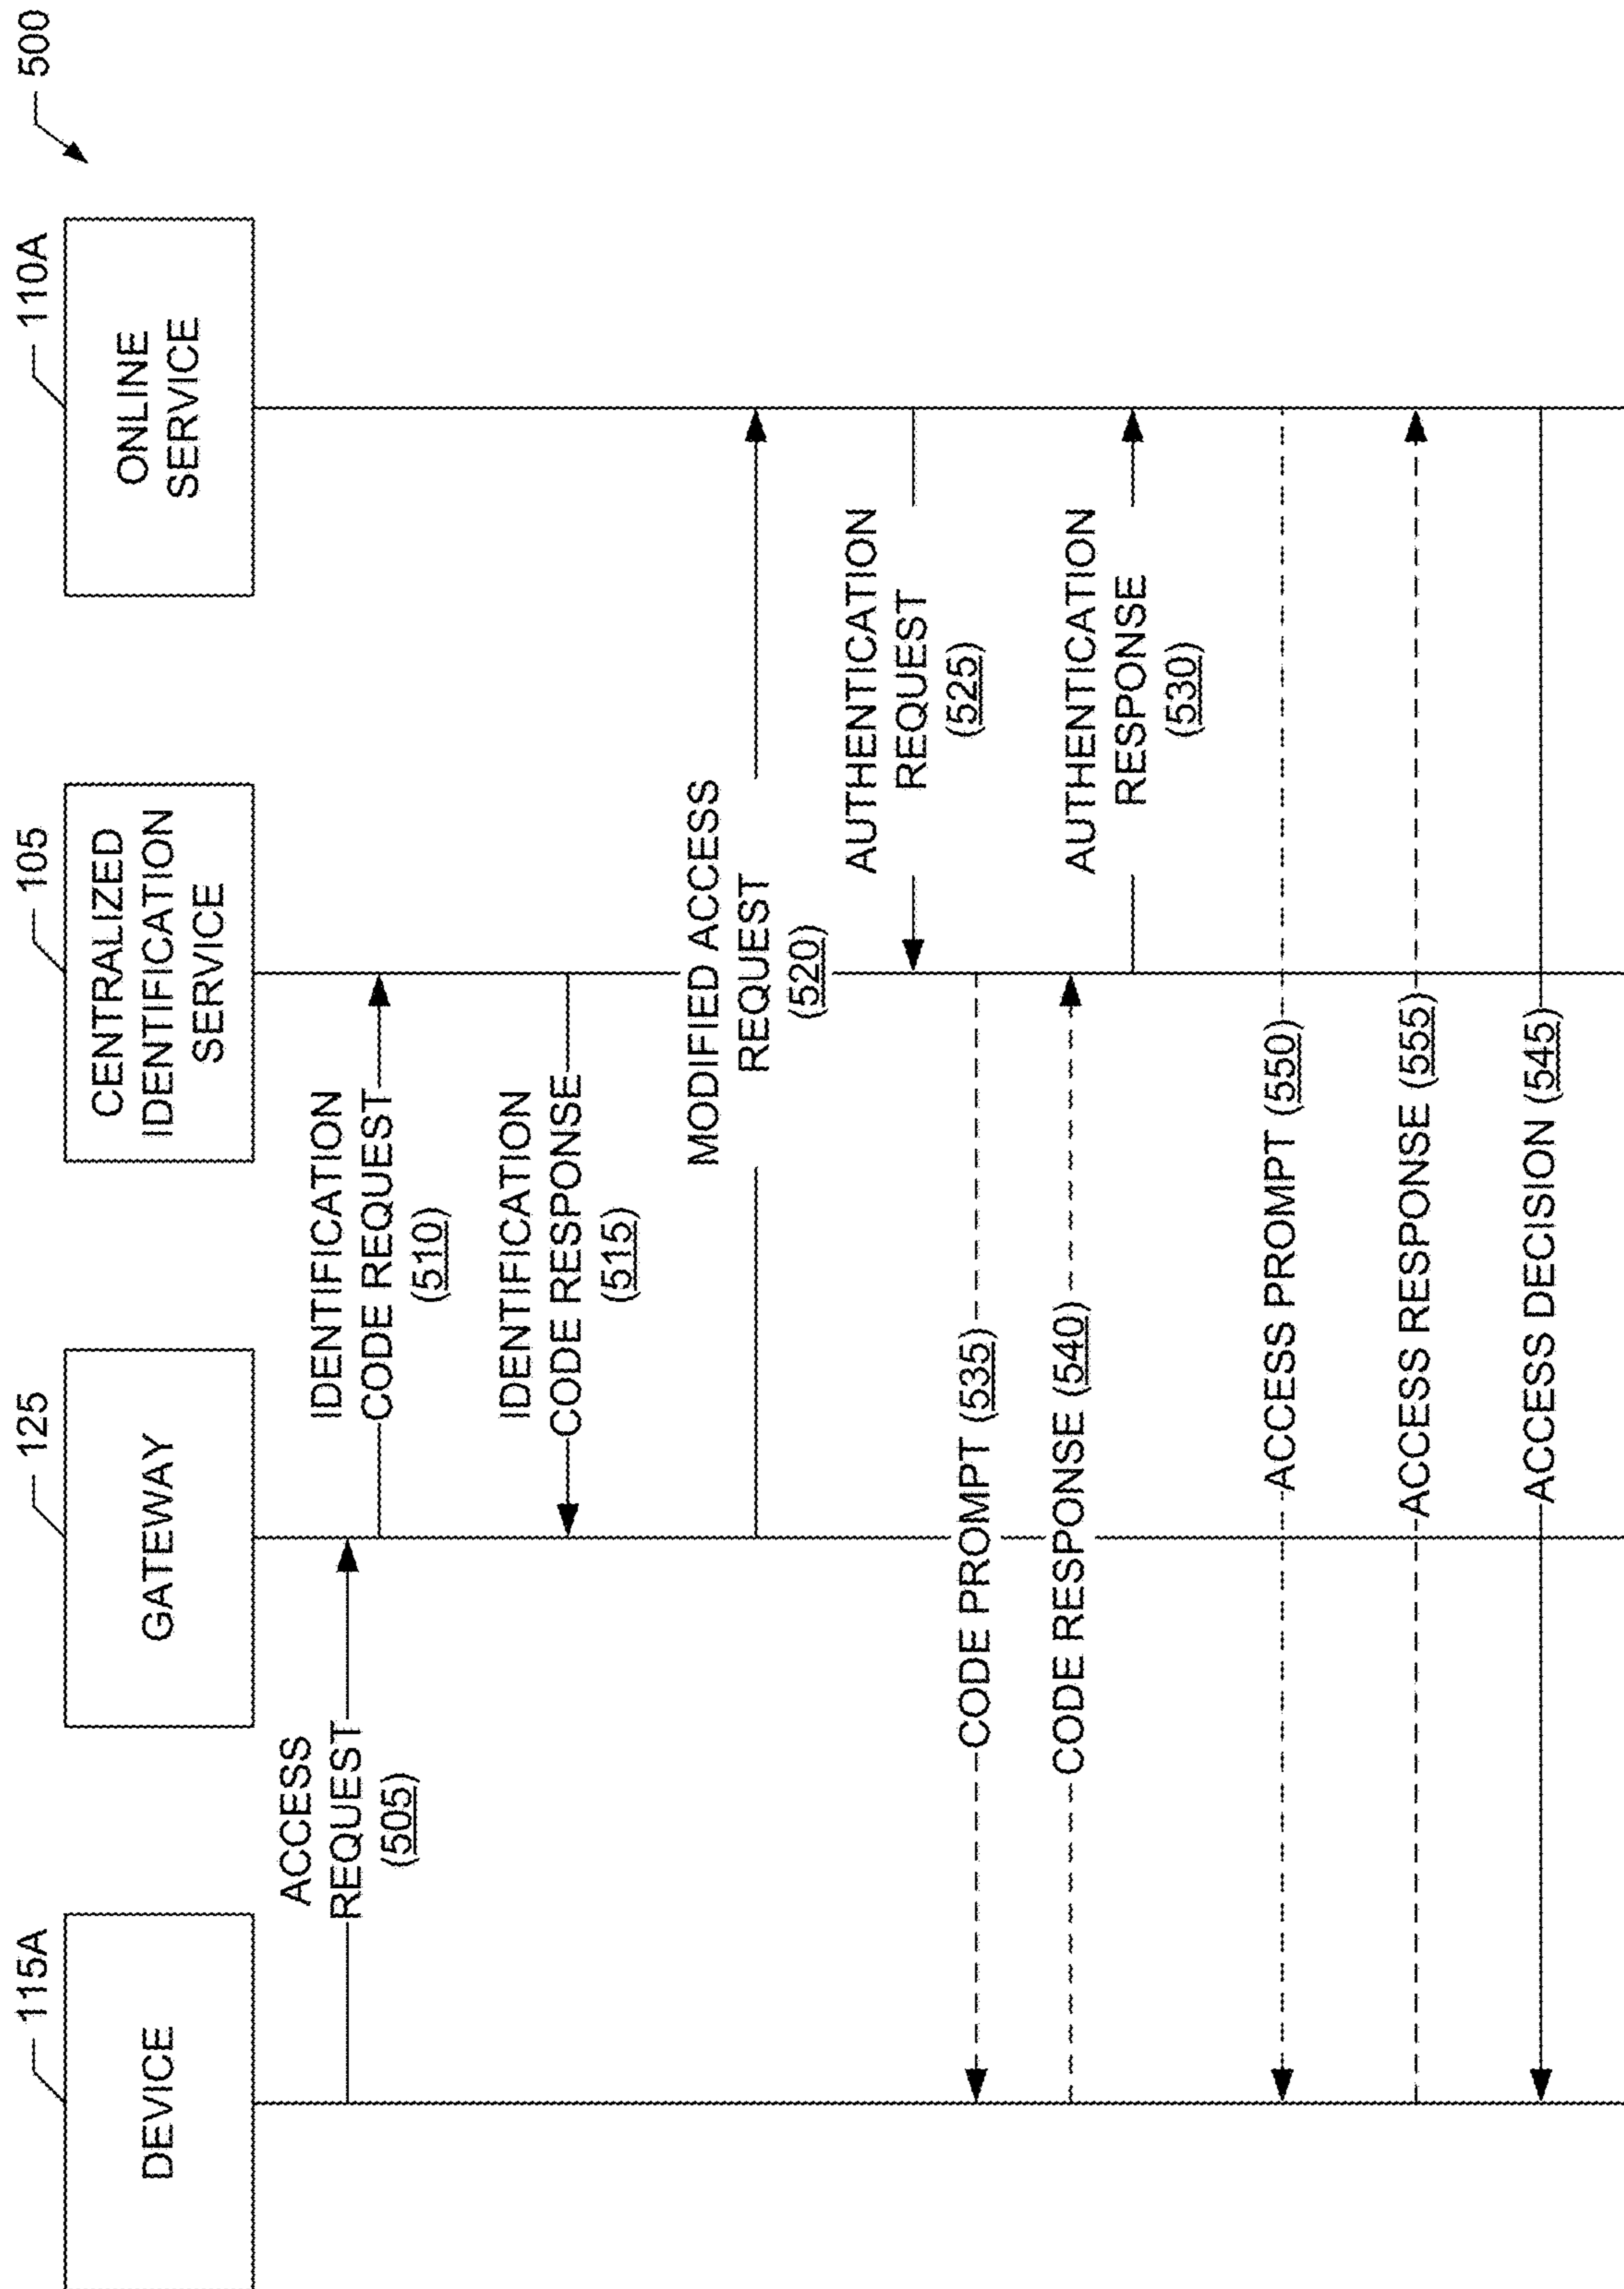 500
115A
DEVICE
125
GATEWAY
105
CENTRALIZED
IDENTIFICATION
SERVICE
110A
ONLINE
SERVICE
ACCESS
REQUEST
(505)
IDENTIFICATION
CODE REQUEST
(510)
IDENTIFICATION
CODE RESPONSE
(515)
MODIFIED ACCESS
REQUEST
(520)
AUTHENTICATION
REQUEST
(525)
CODE PROMPT (535)
CODE RESPONSE (540)
AUTHENTICATION
RESPONSE
(530)
ACCESS PROMPT (550)
ACCESS RESPONSE (555)
ACCESS DECISION (545)